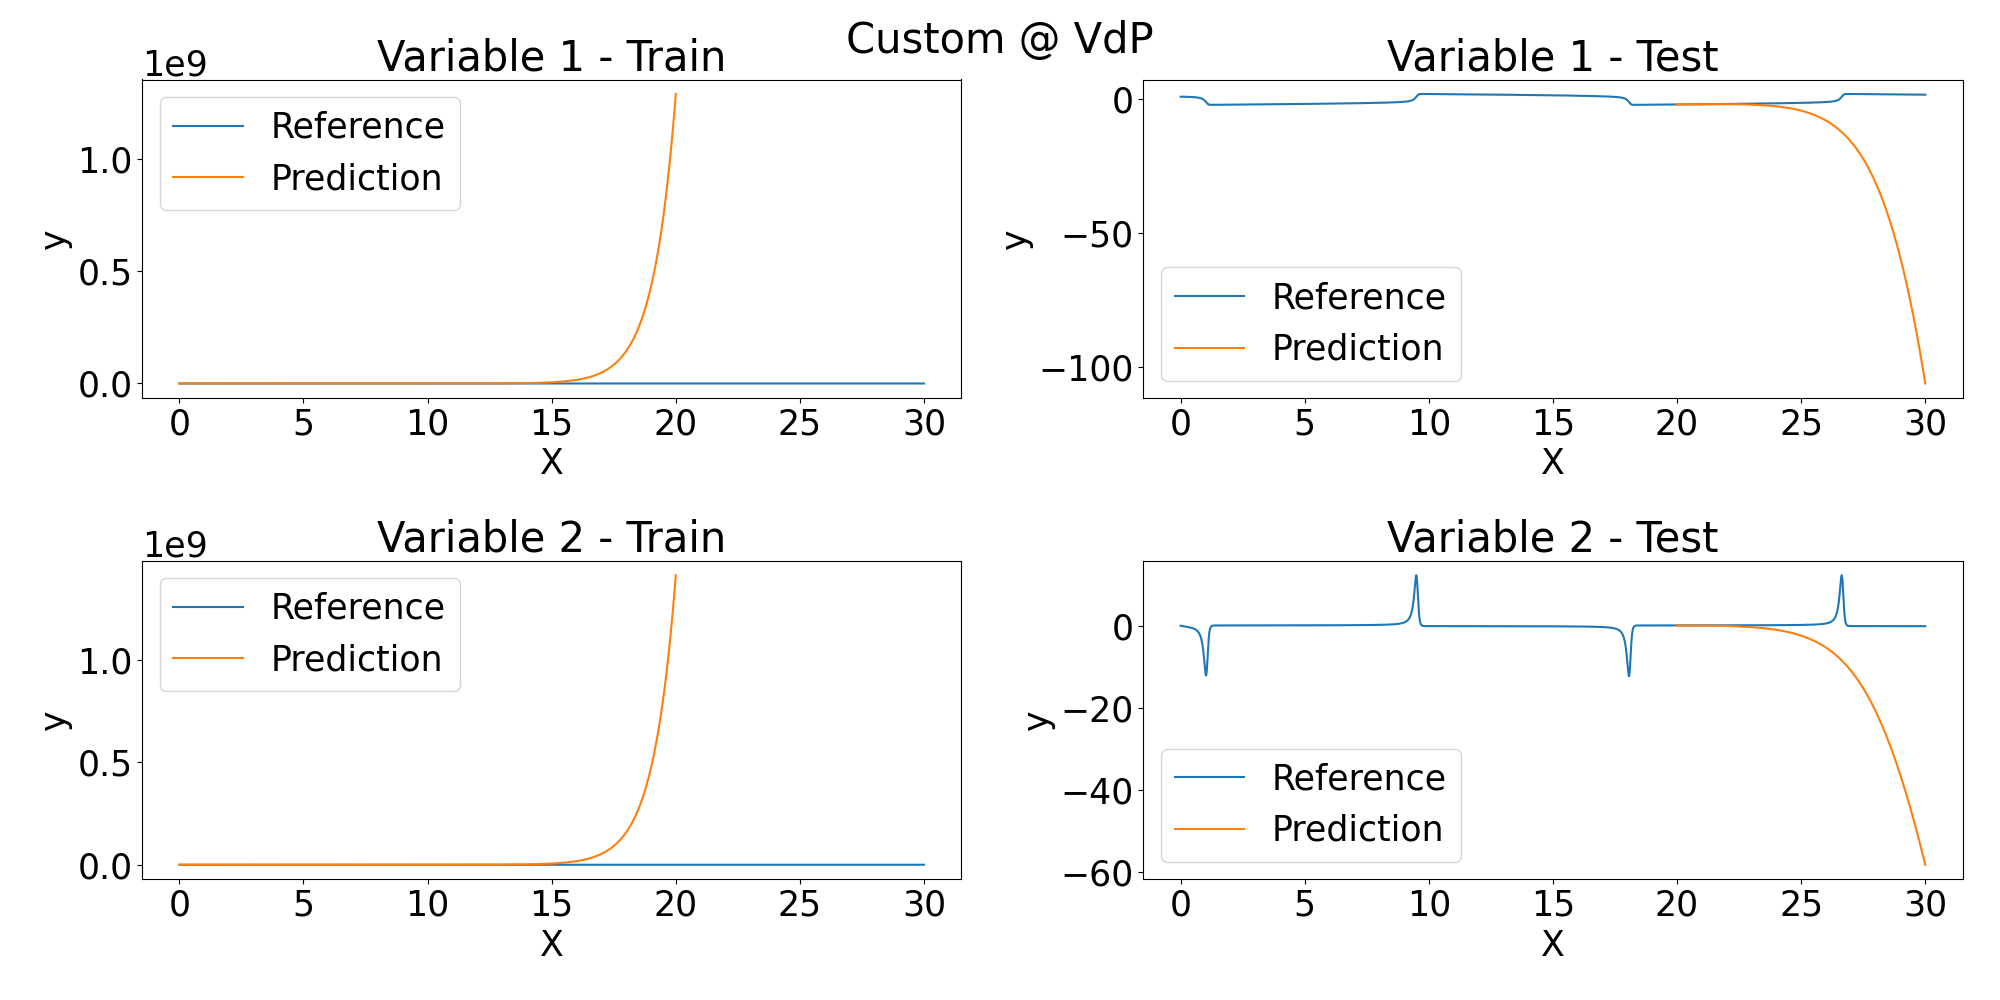 Custom @ VdP
Variable 1 - Train
1e9
1.0
0.5
0.0
y
Reference
Prediction
0 5 10 15 20 25 30
X
Variable 1 - Test
0
−50
−100
y
Reference
Prediction
0 5 10 15 20 25 30
X
Variable 2 - Train
1e9
1.0
0.5
0.0
y
Reference
Prediction
0 5 10 15 20 25 30
X
Variable 2 - Test
0
−20
−40
−60
y
Reference
Prediction
0 5 10 15 20 25 30
X